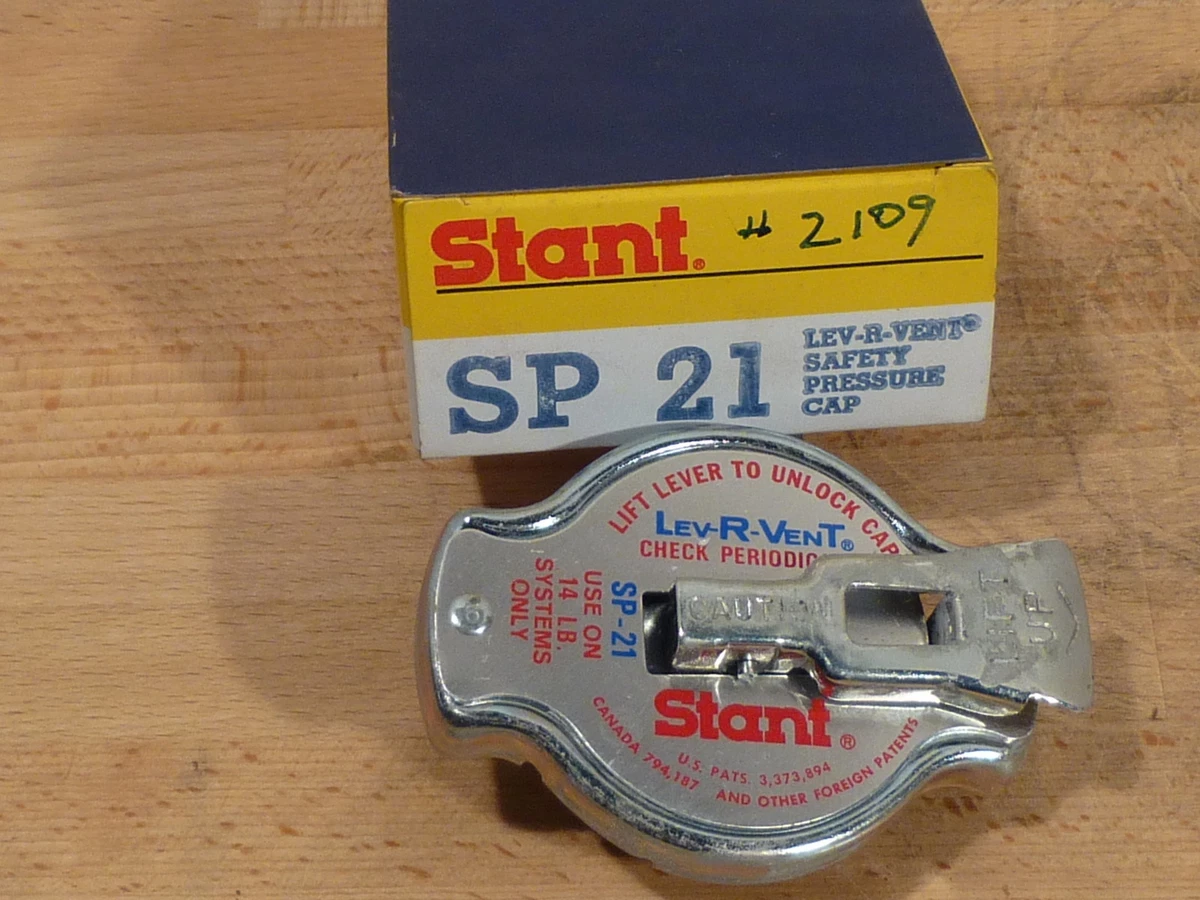 Stant®
# 2109
SP 21
LEV-R-VENT®
SAFETY
PRESSURE
CAP
LIFT LEVER TO UNLOCK CAP
LEV-R-VENT®
CHECK PERIODIC
CAUTION
LIFT
UP
SP-21
USE ON
14 LB.
SYSTEMS
ONLY
Stant®
U.S. PATS. 3,373,894
CANADA 794,187 AND OTHER FOREIGN PATENTS